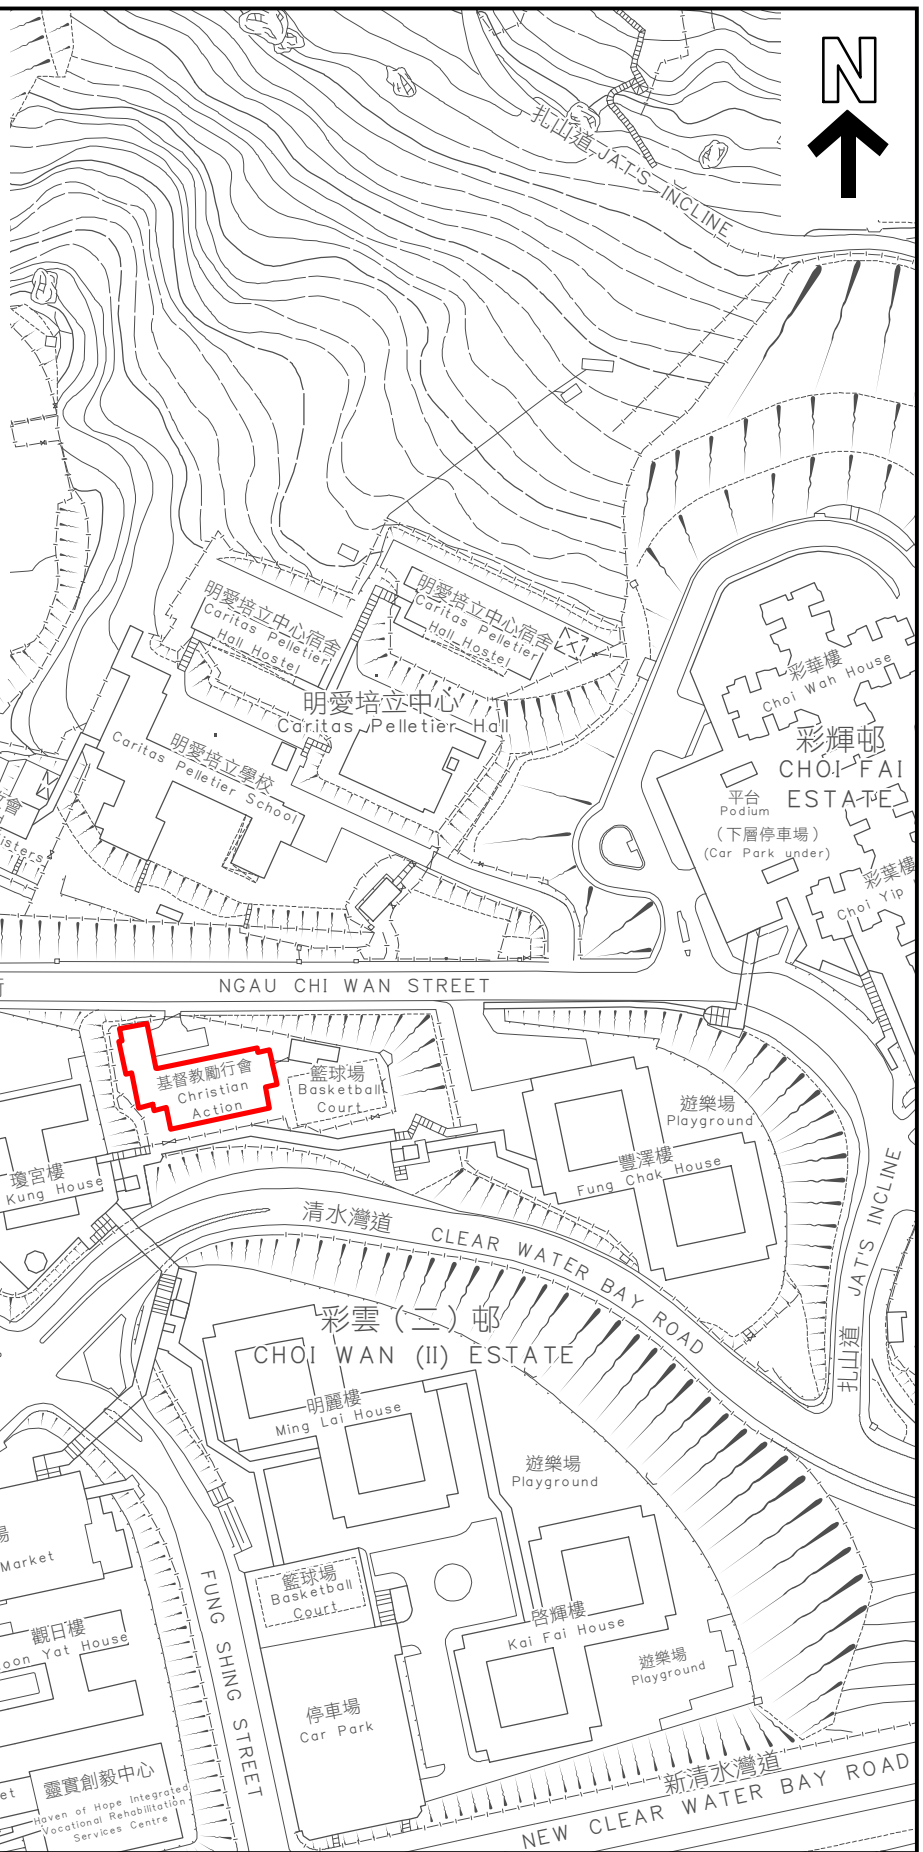 N
扎山道 JAT'S INCLINE
明愛培立中心宿舍
Caritas Pelletier
Hall Hostel
明愛培立中心宿舍
Caritas Pelletier
Hall Hostel
明愛培立中心
Caritas Pelletier Hall
明愛培立學校
Caritas Pelletier School
彩華樓
Choi Wah House
彩輝邨
CHOI FAI
ESTATE
平台
Podium
(下層停車場)
(Car Park under)
彩葉樓
Choi Yip
會
isters
NGAU CHI WAN STREET
基督教勵行會
Christian
Action
籃球場
Basketball
Court
遊樂場
Playground
豐澤樓
Fung Chak House
瓊宮樓
Kung House
清水灣道 CLEAR WATER BAY ROAD
扎山道 JAT'S INCLINE
彩雲(二)邨
CHOI WAN (II) ESTATE
明麗樓
Ming Lai House
遊樂場
Playground
場
Market
籃球場
Basketball
Court
啓輝樓
Kai Fai House
觀日樓
oon Yat House
FUNG SHING STREET
遊樂場
Playground
停車場
Car Park
靈實創毅中心
Haven of Hope Integrated
Vocational Rehabilitation
Services Centre
et
新清水灣道
NEW CLEAR WATER BAY ROAD